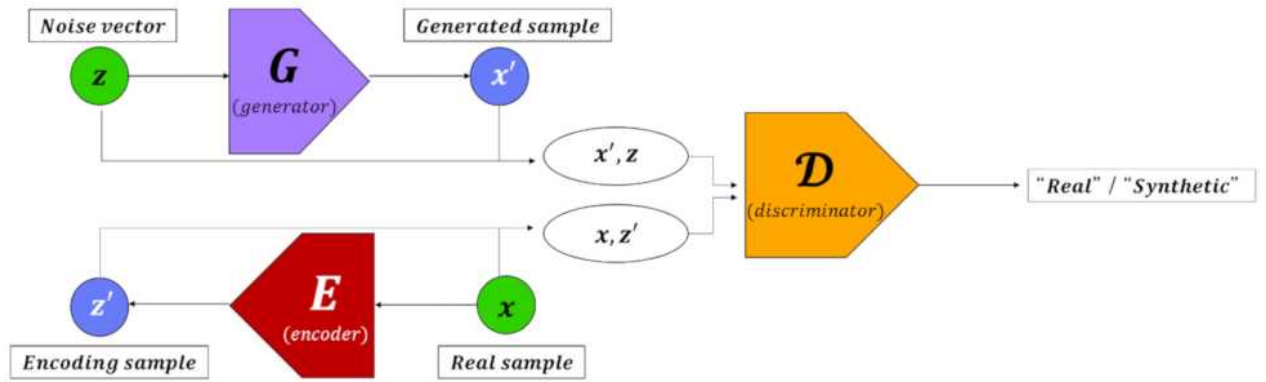 Noise vector
Generated sample
z
G
(generator)
x′
x′, z
D
(discriminator)
"Real" / "Synthetic"
x, z′
z′
E
(encoder)
x
Encoding sample
Real sample